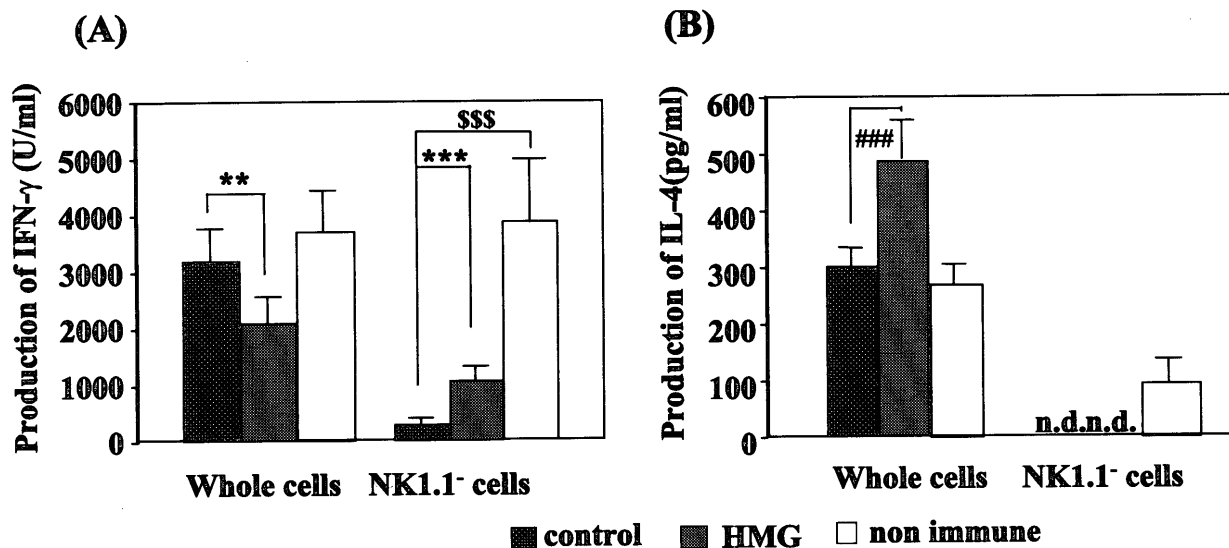 (A)
Production of IFN-γ (U/ml)
6000
5000
4000
3000
2000
1000
0
**
$$$
***
Whole cells NK1.1⁻ cells
(B)
Production of IL-4(pg/ml)
600
500
400
300
200
100
0
###
n.d.n.d.
Whole cells NK1.1⁻ cells
control HMG non immune